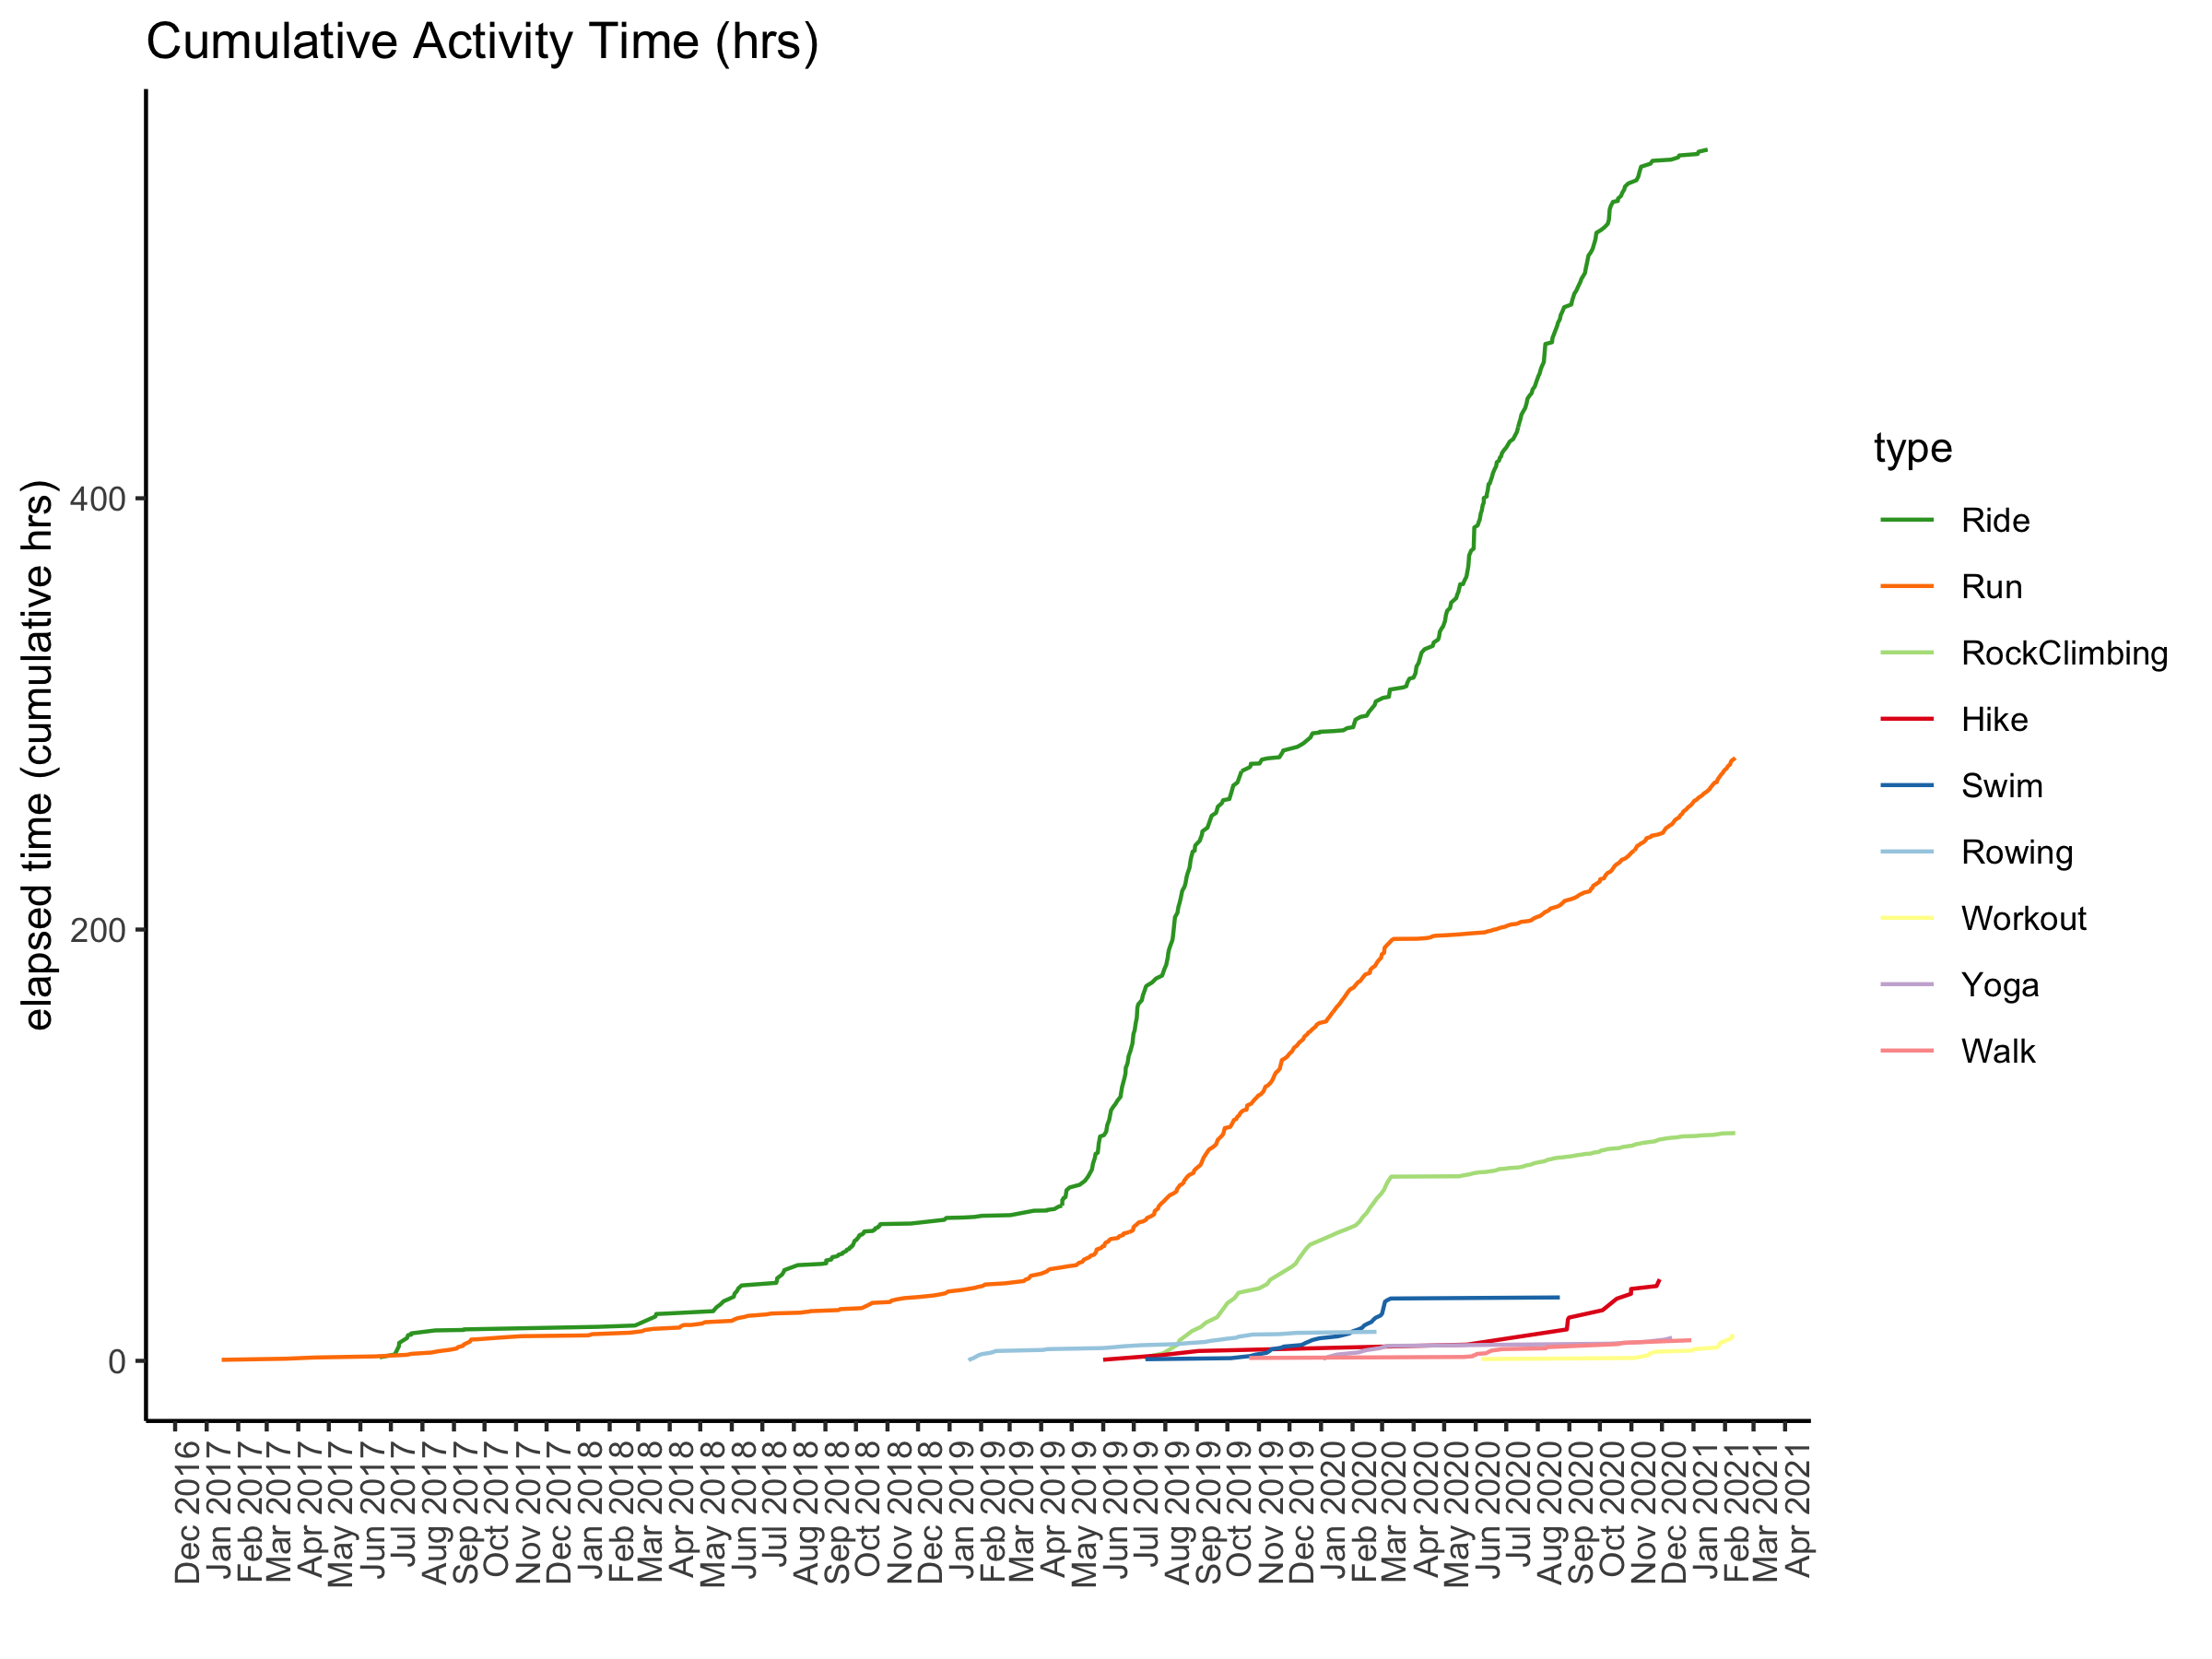 Cumulative Activity Time (hrs)
elapsed time (cumulative hrs)
400
200
0
Dec 2016
Jan 2017
Feb 2017
Mar 2017
Apr 2017
May 2017
Jun 2017
Jul 2017
Aug 2017
Sep 2017
Oct 2017
Nov 2017
Dec 2017
Jan 2018
Feb 2018
Mar 2018
Apr 2018
May 2018
Jun 2018
Jul 2018
Aug 2018
Sep 2018
Oct 2018
Nov 2018
Dec 2018
Jan 2019
Feb 2019
Mar 2019
Apr 2019
May 2019
Jun 2019
Jul 2019
Aug 2019
Sep 2019
Oct 2019
Nov 2019
Dec 2019
Jan 2020
Feb 2020
Mar 2020
Apr 2020
May 2020
Jun 2020
Jul 2020
Aug 2020
Sep 2020
Oct 2020
Nov 2020
Dec 2020
Jan 2021
Feb 2021
Mar 2021
Apr 2021
type
Ride
Run
RockClimbing
Hike
Swim
Rowing
Workout
Yoga
Walk